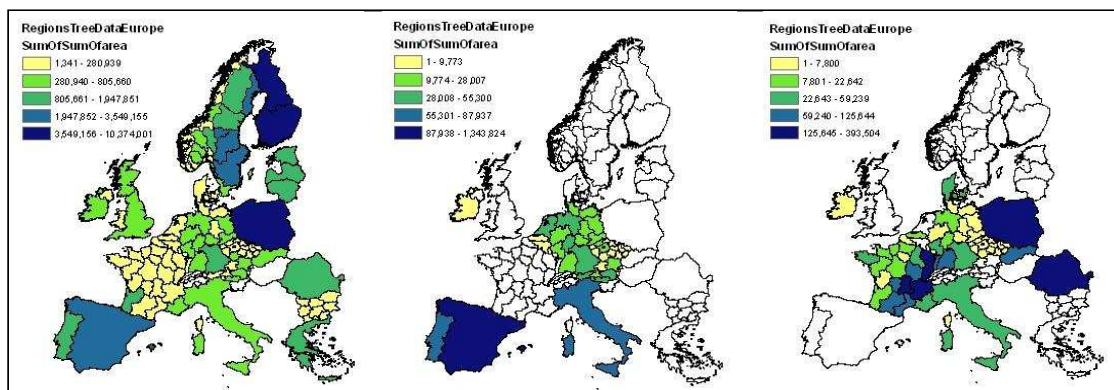 RegionsTreeDataEurope
SumOfSumOfarea
1,341 - 280,939
280,940 - 805,660
805,661 - 1,947,851
1,947,852 - 3,549,155
3,549,156 - 10,374,001
RegionsTreeDataEurope
SumOfSumOfarea
1 - 9,773
9,774 - 28,007
28,008 - 55,300
55,301 - 87,937
87,938 - 1,343,824
RegionsTreeDataEurope
SumOfSumOfarea
1 - 7,800
7,801 - 22,642
22,643 - 59,239
59,240 - 125,644
125,645 - 393,504